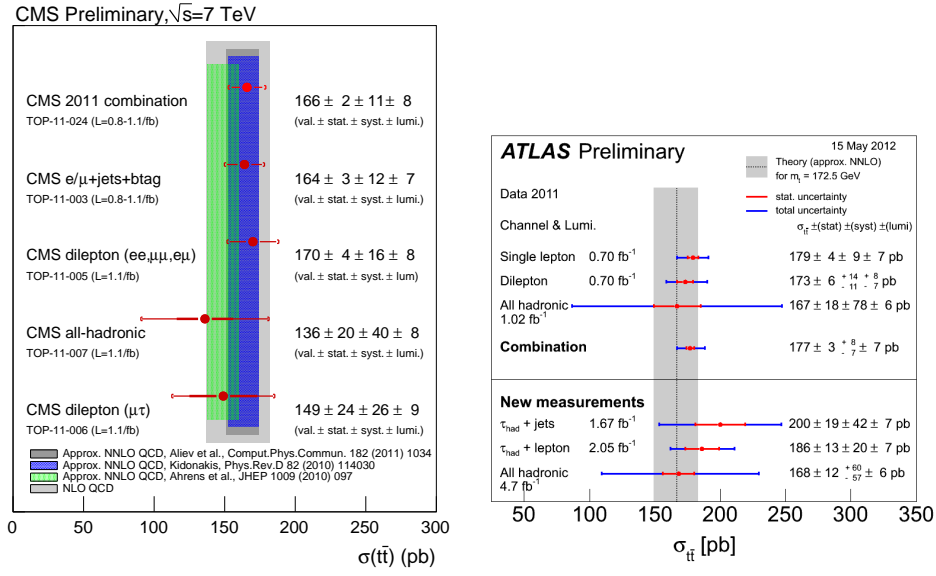 CMS Preliminary,√s=7 TeV
CMS 2011 combination 166 ± 2 ± 11 ± 8
TOP-11-024 (L=0.8-1.1/fb) (val. ± stat. ± syst. ± lumi.)
CMS e/μ+jets+btag 164 ± 3 ± 12 ± 7
TOP-11-003 (L=0.8-1.1/fb) (val. ± stat. ± syst. ± lumi.)
CMS dilepton (ee,μμ,eμ) 170 ± 4 ± 16 ± 8
TOP-11-005 (L=1.1/fb) (val. ± stat. ± syst. ± lum)
CMS all-hadronic 136 ± 20 ± 40 ± 8
TOP-11-007 (L=1.1/fb) (val. ± stat. ± syst. ± lumi.)
CMS dilepton (μτ) 149 ± 24 ± 26 ± 9
TOP-11-006 (L=1.1/fb) (val. ± stat. ± syst. ± lumi.)
Approx. NNLO QCD, Aliev et al., Comput.Phys.Commun. 182 (2011) 1034
Approx. NNLO QCD, Kidonakis, Phys.Rev.D 82 (2010) 114030
Approx. NNLO QCD, Ahrens et al., JHEP 1009 (2010) 097
NLO QCD
0 50 100 150 200 250 300
σ(tt̄) (pb)
ATLAS Preliminary 15 May 2012
Theory (approx. NNLO)
for mt = 172.5 GeV
Data 2011
stat. uncertainty
total uncertainty
Channel & Lumi. σtt̄ ±(stat) ±(syst) ±(lumi)
Single lepton 0.70 fb-1 179 ± 4 ± 9 ± 7 pb
Dilepton 0.70 fb-1 173 ± 6 + 14 - 11 + 8 - 7 pb
All hadronic 167 ± 18 ± 78 ± 6 pb
1.02 fb-1
Combination 177 ± 3 + 8 - 7 ± 7 pb
New measurements
τhad + jets 1.67 fb-1 200 ± 19 ± 42 ± 7 pb
τhad + lepton 2.05 fb-1 186 ± 13 ± 20 ± 7 pb
All hadronic 168 ± 12 + 60 - 57 ± 6 pb
4.7 fb-1
50 100 150 200 250 300 350
σtt̄ [pb]